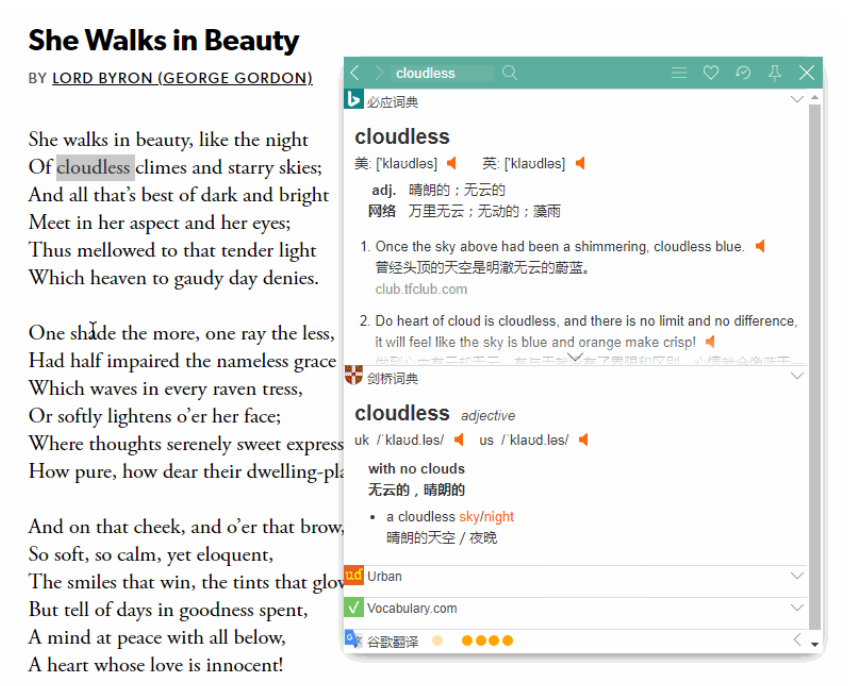 She Walks in Beauty
BY LORD BYRON (GEORGE GORDON)
She walks in beauty, like the night
Of cloudless climes and starry skies;
And all that's best of dark and bright
Meet in her aspect and her eyes;
Thus mellowed to that tender light
Which heaven to gaudy day denies.
One shade the more, one ray the less,
Had half impaired the nameless grace
Which waves in every raven tress,
Or softly lightens o'er her face;
Where thoughts serenely sweet express
How pure, how dear their dwelling-pla
And on that cheek, and o'er that brow,
So soft, so calm, yet eloquent,
The smiles that win, the tints that glow
But tell of days in goodness spent,
A mind at peace with all below,
A heart whose love is innocent!
cloudless
必应词典
cloudless
美: ['klaʊdləs] 英: ['klaʊdləs]
adj. 晴朗的；无云的
网络 万里无云；无动的；藻雨
1. Once the sky above had been a shimmering, cloudless blue.
曾经头顶的天空是明澈无云的蔚蓝。
club.tfclub.com
2. Do heart of cloud is cloudless, and there is no limit and no difference,
it will feel like the sky is blue and orange make crisp!
剑桥词典
cloudless adjective
uk /ˈklaʊd.ləs/ us /ˈklaʊd.ləs/
with no clouds
无云的，晴朗的
• a cloudless sky/night
晴朗的天空／夜晚
ud Urban
Vocabulary.com
谷歌翻译